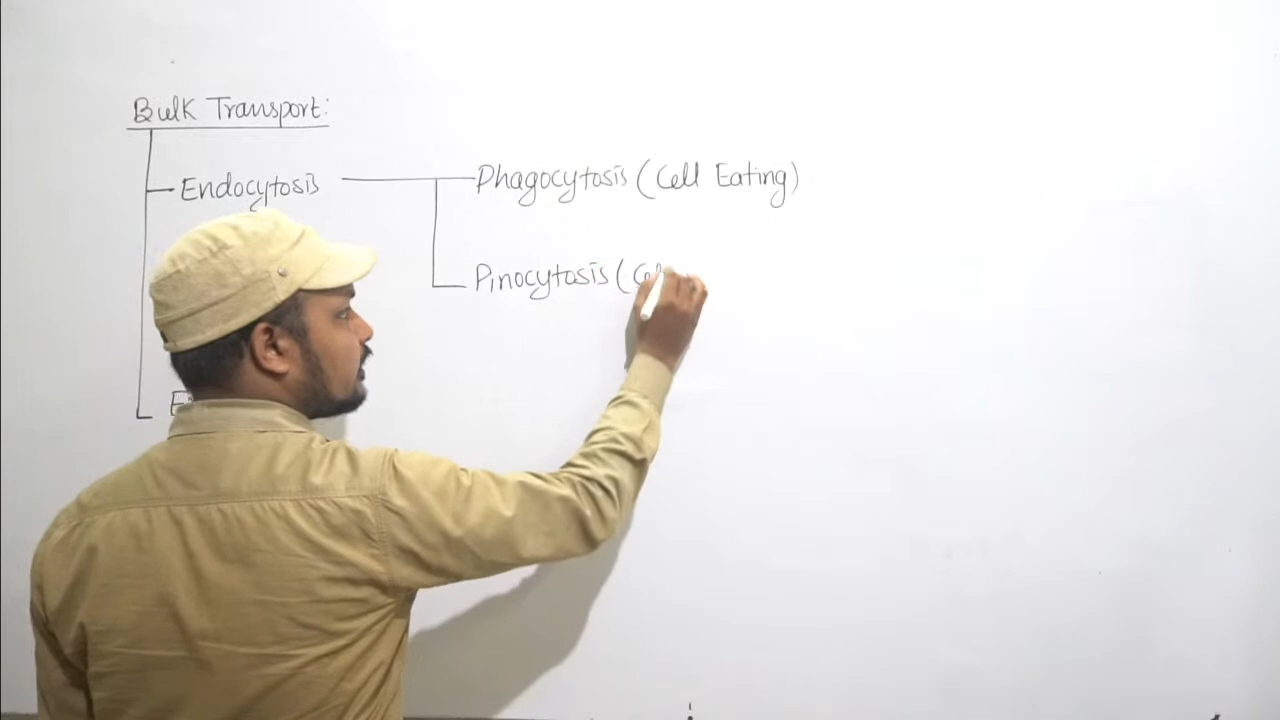 Bulk Transport:
Endocytosis
Phagocytosis (Cell Eating)
Pinocytosis (